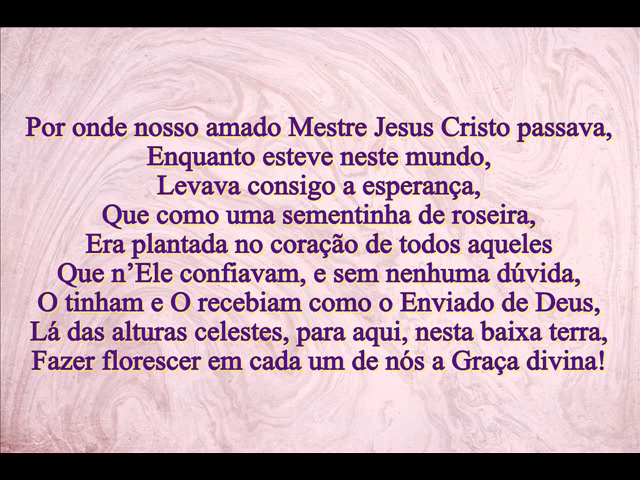 Por onde nosso amado Mestre Jesus Cristo passava,
Enquanto esteve neste mundo,
Levava consigo a esperança,
Que como uma sementinha de roseira,
Era plantada no coração de todos aqueles
Que n’Ele confiavam, e sem nenhuma dúvida,
O tinham e O recebiam como o Enviado de Deus,
Lá das alturas celestes, para aqui, nesta baixa terra,
Fazer florescer em cada um de nós a Graça divina!